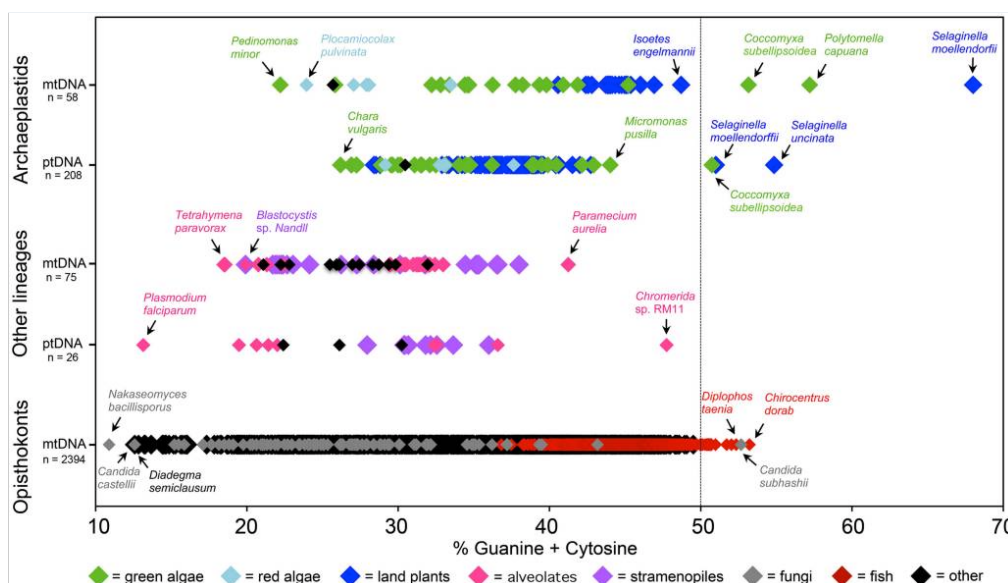 Pedinomonas
minor
Plocamiocolax
pulvinata
Isoetes
engelmannii
Coccomyxa
subellipsoidea
Polytomella
capuana
Selaginella
moellendorfii
Archaeplastids
mtDNA
n = 58
Chara
vulgaris
Micromonas
pusilla
Selaginella
moellendorffii
Selaginella
uncinata
ptDNA
n = 208
Coccomyxa
subellipsoidea
Tetrahymena
paravorax
Blastocystis
sp. NandII
Paramecium
aurelia
Other lineages
mtDNA
n = 75
Plasmodium
falciparum
Chromerida
sp. RM11
ptDNA
n = 26
Nakaseomyces
bacillisporus
Diplophos
taenia
Chirocentrus
dorab
Opisthokonts
mtDNA
n = 2394
Candida
castellii
Diadegma
semiclausum
Candida
subhashii
10 20 30 40 50 60 70
% Guanine + Cytosine
= green algae = red algae = land plants = alveolates = stramenopiles = fungi = fish = other